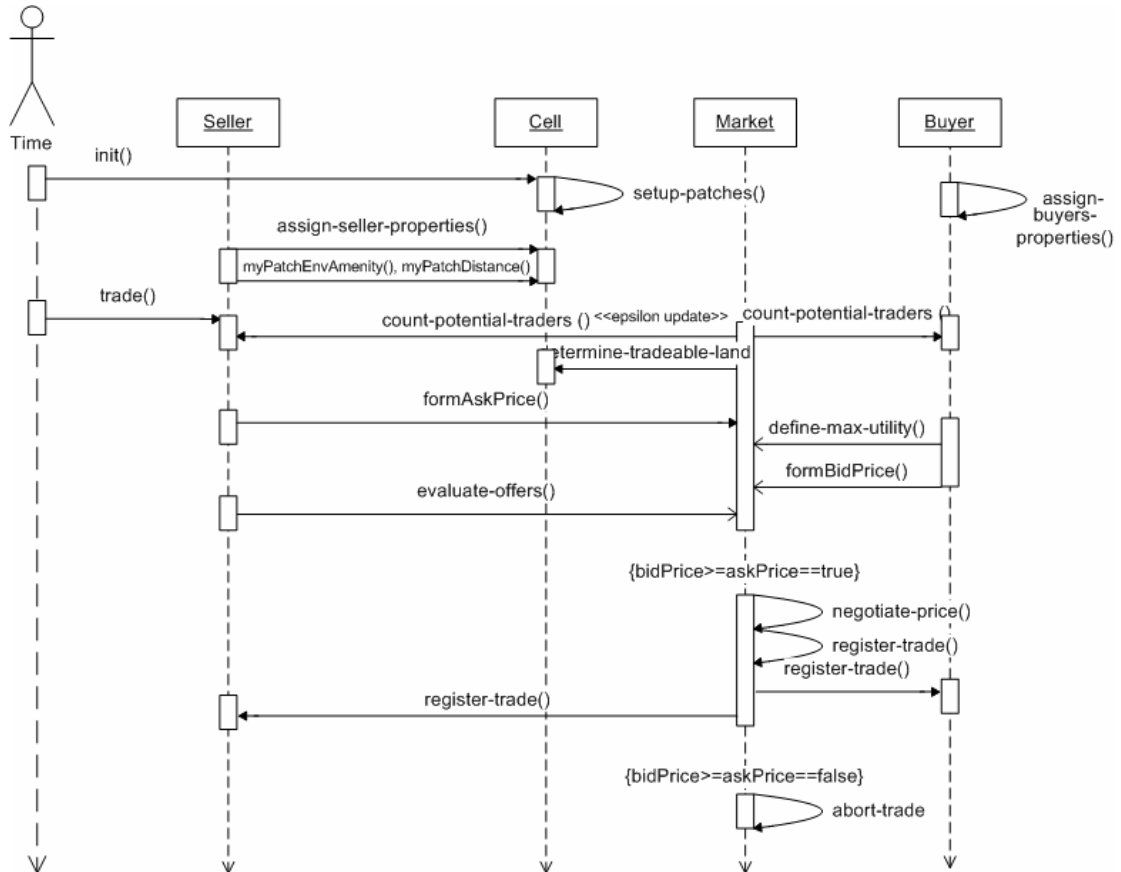 Time
Seller
Cell
Market
Buyer
init()
setup-patches()
assign-
buyers-
properties()
assign-seller-properties()
myPatchEnvAmenity(), myPatchDistance()
trade()
count-potential-traders ()
<<epsilon update>>
count-potential-traders ()
etermine-tradeable-land
formAskPrice()
define-max-utility()
formBidPrice()
evaluate-offers()
{bidPrice>=askPrice==true}
negotiate-price()
register-trade()
register-trade()
register-trade()
{bidPrice>=askPrice==false}
abort-trade